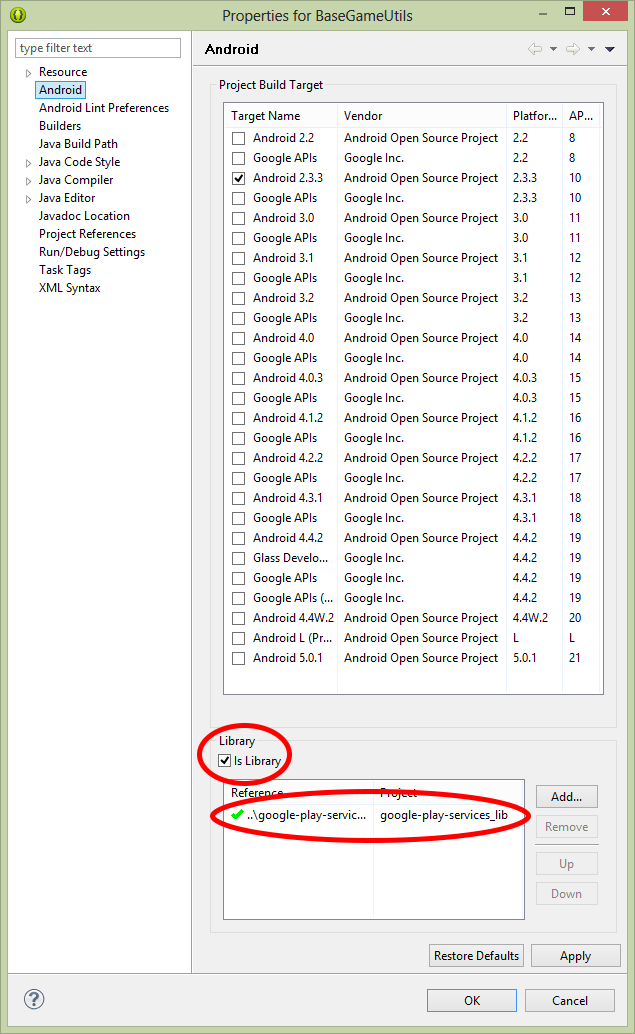 Properties for BaseGameUtils
type filter text
Resource
Android
Android Lint Preferences
Builders
Java Build Path
Java Code Style
Java Compiler
Java Editor
Javadoc Location
Project References
Run/Debug Settings
Task Tags
XML Syntax
Android
Project Build Target
Target Name Vendor Platfor... AP...
Android 2.2 Android Open Source Project 2.2 8
Google APIs Google Inc. 2.2 8
Android 2.3.3 Android Open Source Project 2.3.3 10
Google APIs Google Inc. 2.3.3 10
Android 3.0 Android Open Source Project 3.0 11
Google APIs Google Inc. 3.0 11
Android 3.1 Android Open Source Project 3.1 12
Google APIs Google Inc. 3.1 12
Android 3.2 Android Open Source Project 3.2 13
Google APIs Google Inc. 3.2 13
Android 4.0 Android Open Source Project 4.0 14
Google APIs Google Inc. 4.0 14
Android 4.0.3 Android Open Source Project 4.0.3 15
Google APIs Google Inc. 4.0.3 15
Android 4.1.2 Android Open Source Project 4.1.2 16
Google APIs Google Inc. 4.1.2 16
Android 4.2.2 Android Open Source Project 4.2.2 17
Google APIs Google Inc. 4.2.2 17
Android 4.3.1 Android Open Source Project 4.3.1 18
Google APIs Google Inc. 4.3.1 18
Android 4.4.2 Android Open Source Project 4.4.2 19
Glass Develo... Google Inc. 4.4.2 19
Google APIs Google Inc. 4.4.2 19
Google APIs (... Google Inc. 4.4.2 19
Android 4.4W.2 Android Open Source Project 4.4W.2 20
Android L (Pr... Android Open Source Project L L
Android 5.0.1 Android Open Source Project 5.0.1 21
Library
Is Library
Reference Project
..\google-play-servic... google-play-services_lib
Add...
Remove
Up
Down
Restore Defaults Apply
? OK Cancel